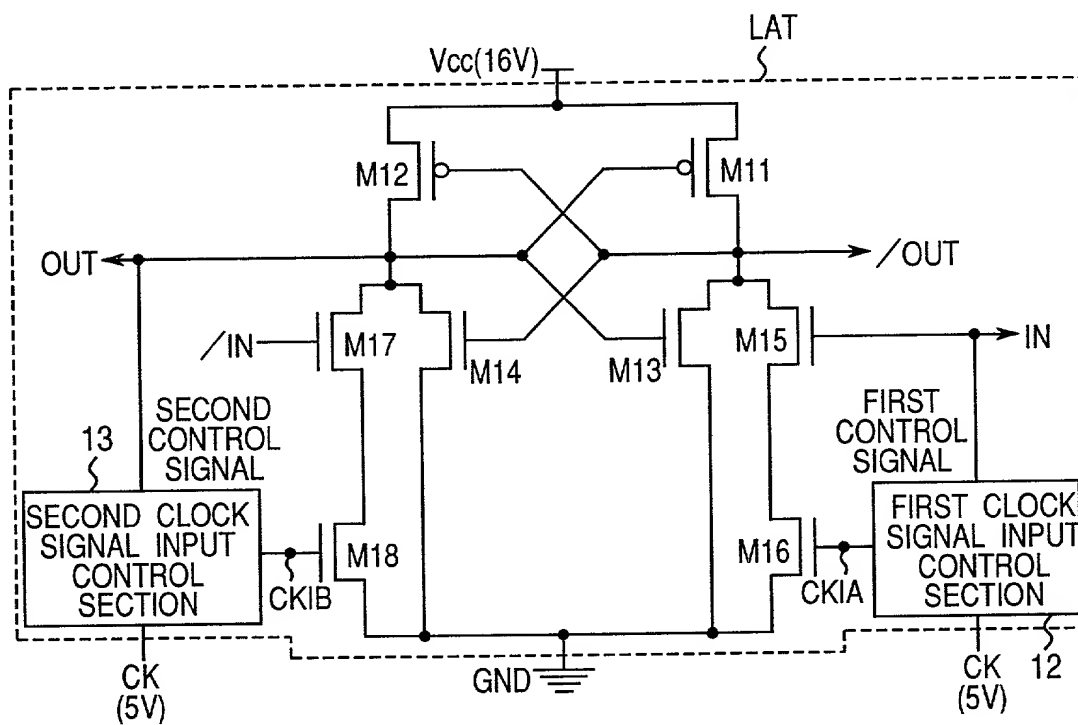 LAT
Vcc(16V)
M12
M11
OUT
/OUT
/IN
M17
M14
M13
M15
IN
SECOND
CONTROL
SIGNAL
FIRST
CONTROL
SIGNAL
13
SECOND CLOCK
SIGNAL INPUT
CONTROL
SECTION
M18
CKIB
M16
CKIA
FIRST CLOCK
SIGNAL INPUT
CONTROL
SECTION
CK
(5V)
GND
CK
(5V)
12